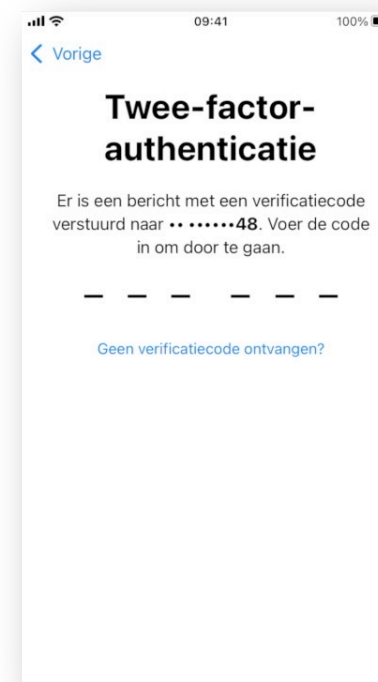 09:41
100%
Vorige
Twee-factor-
authenticatie
Er is een bericht met een verificatiecode
verstuurd naar •• ••••••48. Voer de code
in om door te gaan.
_ _ _ _ _ _
Geen verificatiecode ontvangen?